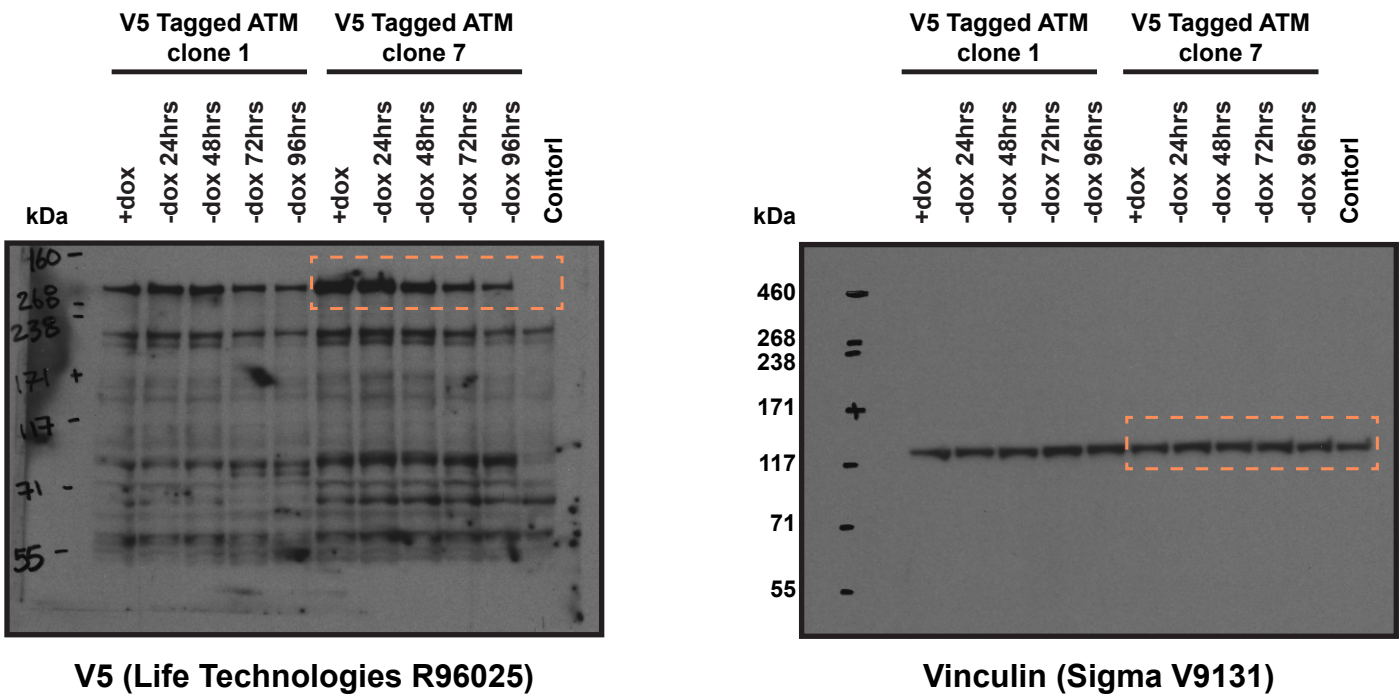 V5 Tagged ATM
clone 1
V5 Tagged ATM
clone 7
+dox
-dox 24hrs
-dox 48hrs
-dox 72hrs
-dox 96hrs
+dox
-dox 24hrs
-dox 48hrs
-dox 72hrs
-dox 96hrs
Contorl
kDa
460
268
238
171
117
71
55
V5 (Life Technologies R96025)
V5 Tagged ATM
clone 1
V5 Tagged ATM
clone 7
+dox
-dox 24hrs
-dox 48hrs
-dox 72hrs
-dox 96hrs
+dox
-dox 24hrs
-dox 48hrs
-dox 72hrs
-dox 96hrs
Contorl
kDa
460
268
238
171
117
71
55
Vinculin (Sigma V9131)